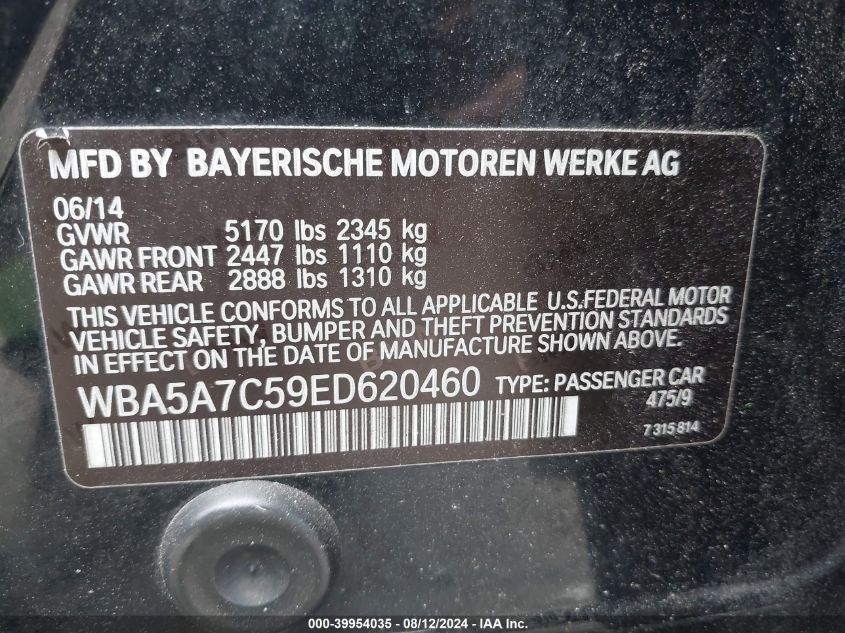 MFD BY BAYERISCHE MOTOREN WERKE AG
06/14
GVWR 5170 lbs 2345 kg
GAWR FRONT 2447 lbs 1110 kg
GAWR REAR 2888 lbs 1310 kg
THIS VEHICLE CONFORMS TO ALL APPLICABLE U.S.FEDERAL MOTOR
VEHICLE SAFETY, BUMPER AND THEFT PREVENTION STANDARDS
IN EFFECT ON THE DATE OF MANUFACTURE SHOWN ABOVE.
WBA5A7C59ED620460 TYPE: PASSENGER CAR
475/9
7 315 814
000-39954035 - 08/12/2024 - © IAA Inc.